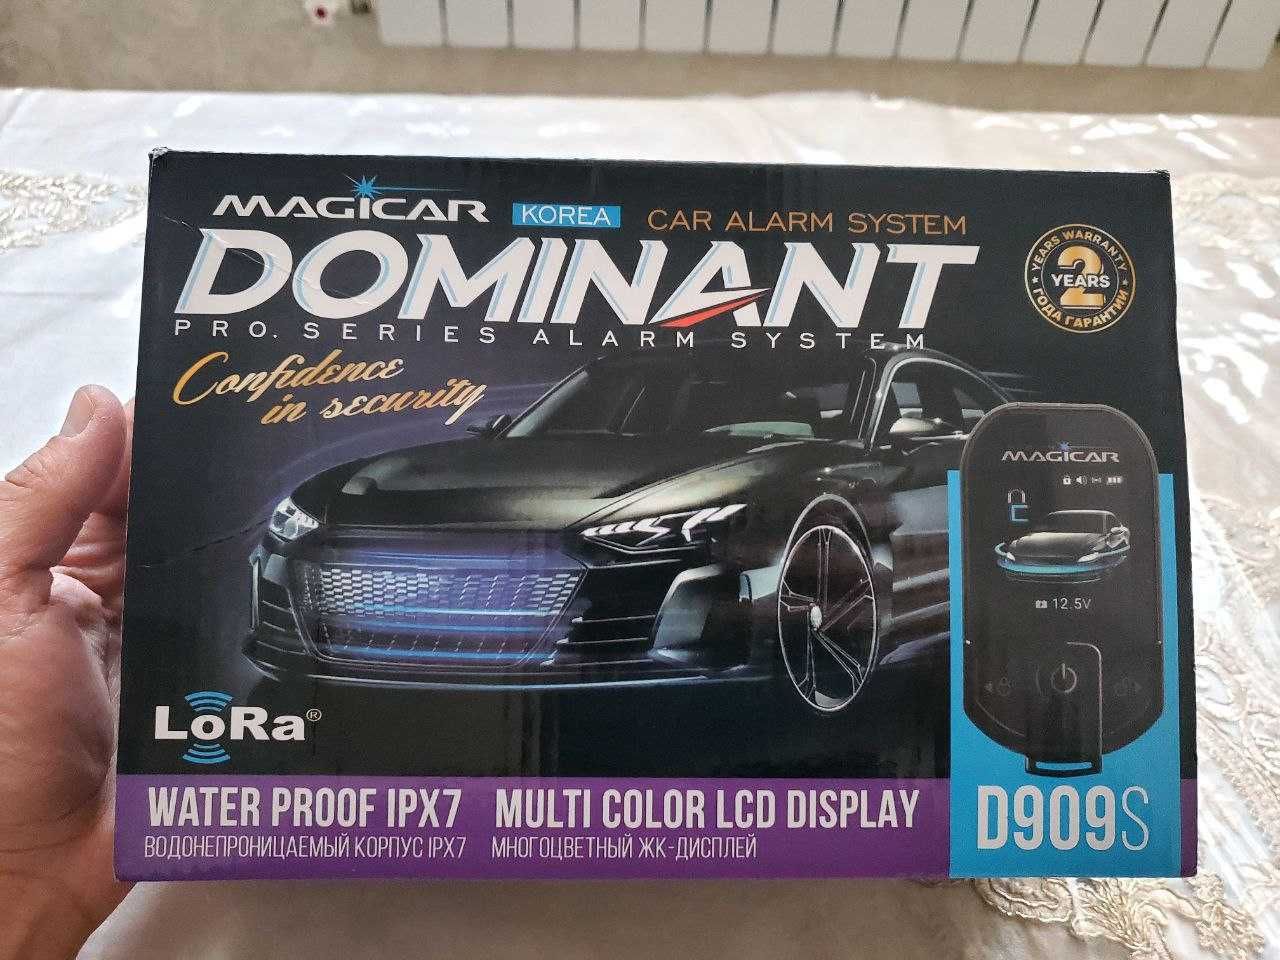 MAGICAR KOREA CAR ALARM SYSTEM
DOMINANT
PRO. SERIES ALARM SYSTEM
Confidence
in security
YEARS WARRANTY
2
YEARS
ГОДА ГАРАНТИИ
MAGICAR
12.5V
LoRa®
WATER PROOF IPX7 MULTI COLOR LCD DISPLAY
ВОДОНЕПРОНИЦАЕМЫЙ КОРПУС IPX7 МНОГОЦВЕТНЫЙ ЖК-ДИСПЛЕЙ
D909S